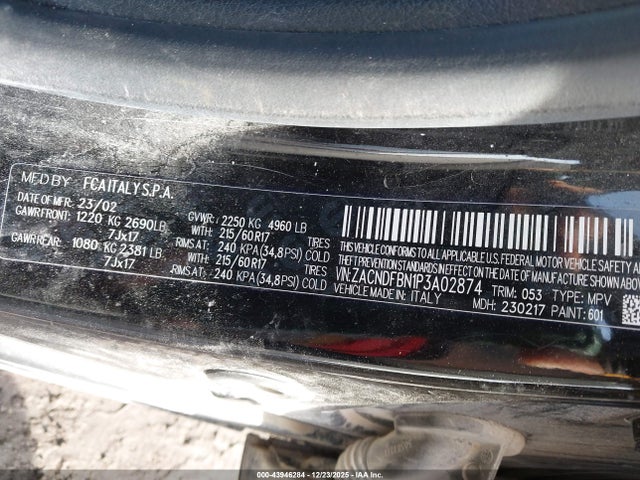 MFD BY FCA ITALY S.P.A.
DATE OF MFR. 23/02 GVWR: 2250 KG 4960 LB
GAWR FRONT: 1220 KG 2690LB WITH: 215/60R17 TIRES
7Jx17 RIMS AT: 240 KPA (34,8PSI) COLD
GAWR REAR: 1080 KG 2381 LB WITH: 215/60R17 TIRES
7Jx17 RIMS AT: 240 KPA (34,8PSI) COLD
THIS VEHICLE CONFORMS TO ALL APPLICABLE U.S. FEDERAL MOTOR VEHICLE SAFETY
THEFT PREVENTION STANDARDS IN EFFECT ON THE DATE OF MANUFACTURE SHOWN ABOVE
VIN: ZACNDFBN1P3A02874 TRIM: 053 TYPE: MPV
MADE IN: ITALY MDH: 230217 PAINT: 601
000-43946284 - 12/23/2025 - IAA Inc.